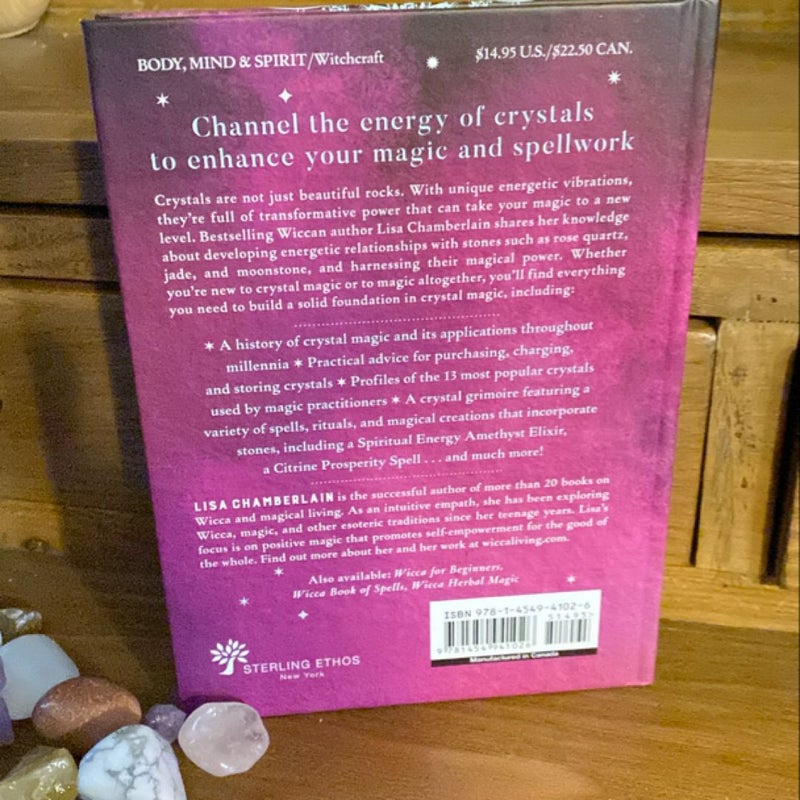 BODY, MIND & SPIRIT/Witchcraft
$14.95 U.S./$22.50 CAN.
Channel the energy of crystals
to enhance your magic and spellwork
Crystals are not just beautiful rocks. With unique energetic vibrations,
they're full of transformative power that can take your magic to a new
level. Bestselling Wiccan author Lisa Chamberlain shares her knowledge
about developing energetic relationships with stones such as rose quartz,
jade, and moonstone, and harnessing their magical power. Whether
you're new to crystal magic or to magic altogether, you'll find everything
you need to build a solid foundation in crystal magic, including:
✶ A history of crystal magic and its applications throughout
millennia ✶ Practical advice for purchasing, charging,
and storing crystals ✶ Profiles of the 13 most popular crystals
used by magic practitioners ✶ A crystal grimoire featuring a
variety of spells, rituals, and magical creations that incorporate
stones, including a Spiritual Energy Amethyst Elixir,
a Citrine Prosperity Spell . . . and much more!
LISA CHAMBERLAIN is the successful author of more than 20 books on
Wicca and magical living. As an intuitive empath, she has been exploring
Wicca, magic, and other esoteric traditions since her teenage years. Lisa's
focus is on positive magic that promotes self-empowerment for the good of
the whole. Find out more about her and her work at wiccaliving.com.
Also available: Wicca for Beginners,
Wicca Book of Spells, Wicca Herbal Magic
ISBN 978-1-4549-4102-6
51495>
9781454941026
Manufactured in Canada
STERLING ETHOS
New York